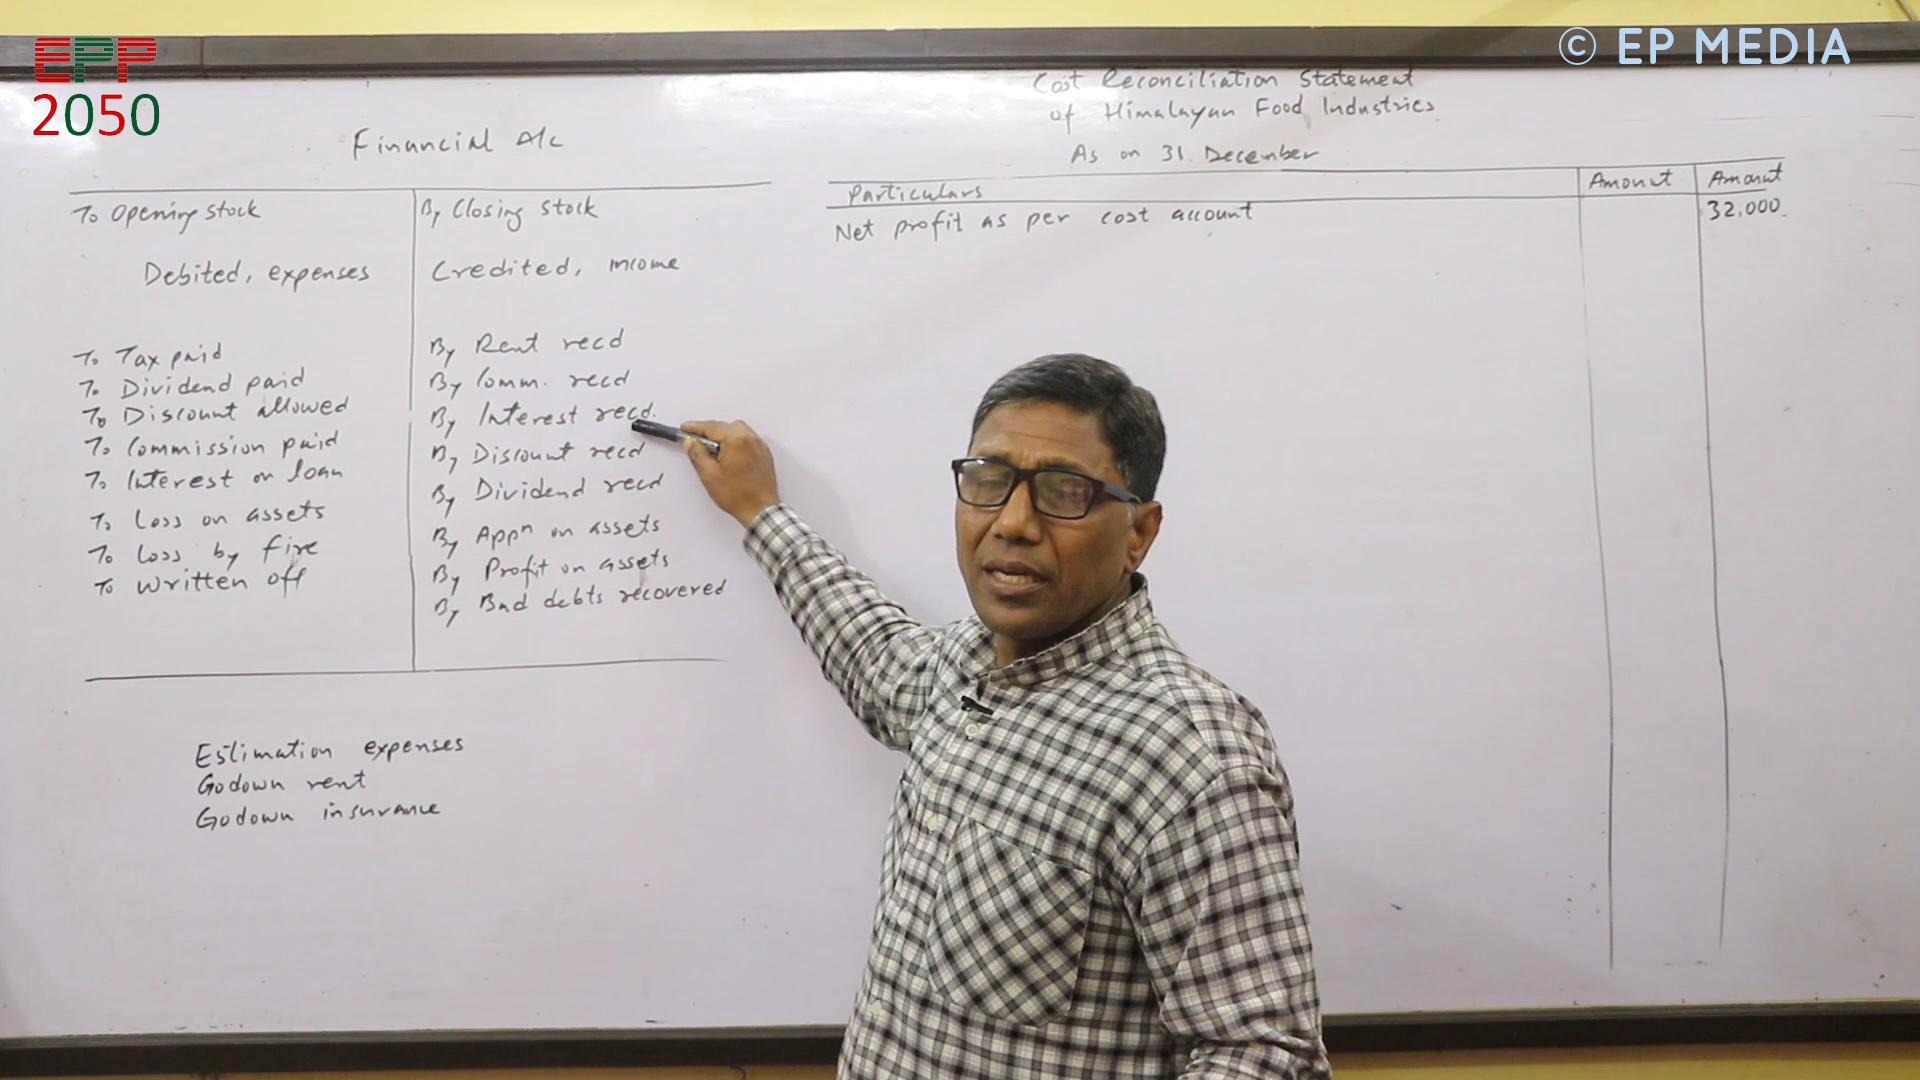 EPP
2050
© EP MEDIA
Financial A/c
To Opening stock
By Closing stock
Debited, expenses
Credited, income
To Tax paid
To Dividend paid
To Discount allowed
To Commission paid
To Interest on loan
To Loss on assets
To Loss by fire
To Written off
By Rent recd
By Comm. recd
By Interest recd.
By Discount recd
By Dividend recd
By Appn on assets
By Profit on assets
By Bad debts recovered
Estimation expenses
Godown rent
Godown insurance
Cost Reconciliation Statement
of Himalayan Food Industries
As on 31 December
Particulars Amount Amount
Net profit as per cost account 32,000